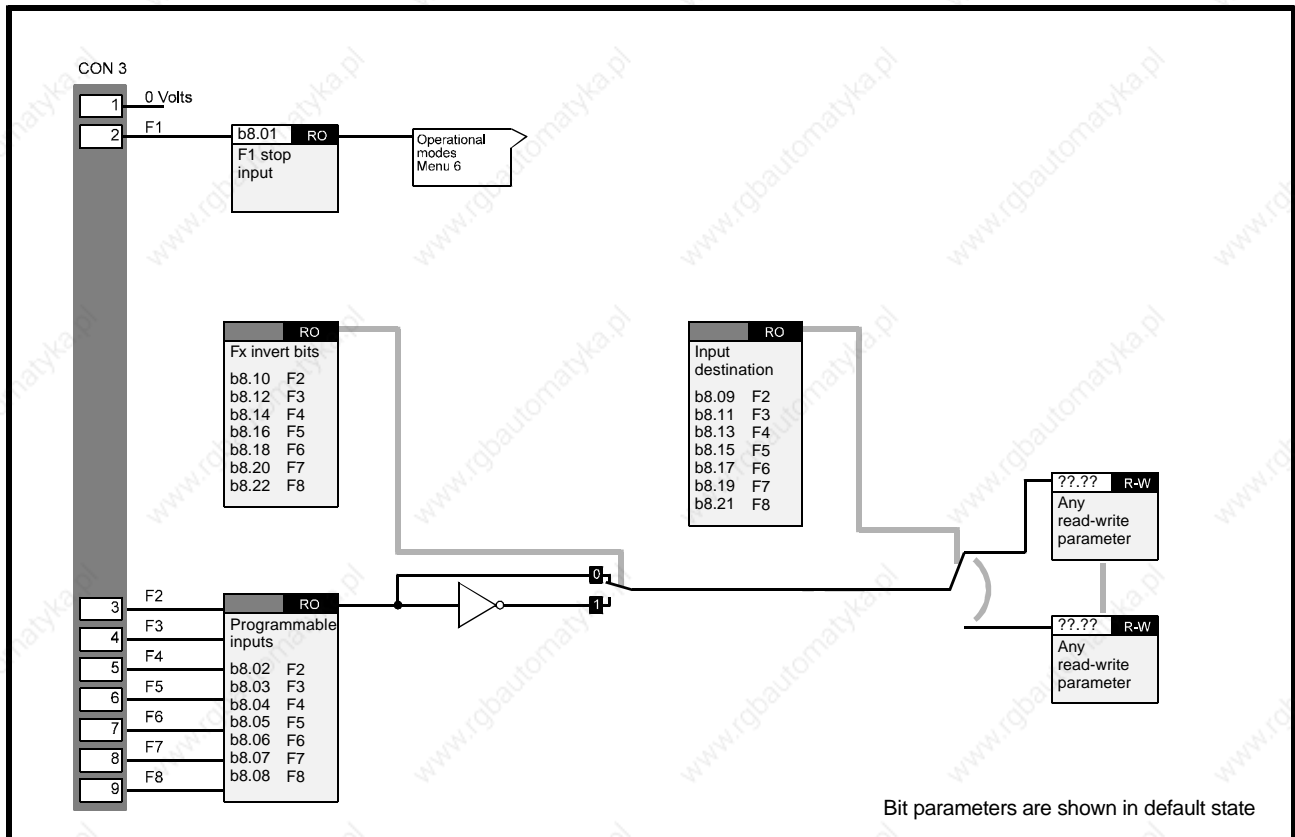 CON 3
1
0 Volts
2
F1
b8.01 RO
F1 stop
input
Operational
modes
Menu 6
RO
Fx invert bits
b8.10 F2
b8.12 F3
b8.14 F4
b8.16 F5
b8.18 F6
b8.20 F7
b8.22 F8
RO
Input
destination
b8.09 F2
b8.11 F3
b8.13 F4
b8.15 F5
b8.17 F6
b8.19 F7
b8.21 F8
??.?? R-W
Any
read-write
parameter
0
1
3
F2
4
F3
5
F4
6
F5
7
F6
8
F7
9
F8
RO
Programmable
inputs
b8.02 F2
b8.03 F3
b8.04 F4
b8.05 F5
b8.06 F6
b8.07 F7
b8.08 F8
??.?? R-W
Any
read-write
parameter
Bit parameters are shown in default state
www.rgbautomatyka.pl